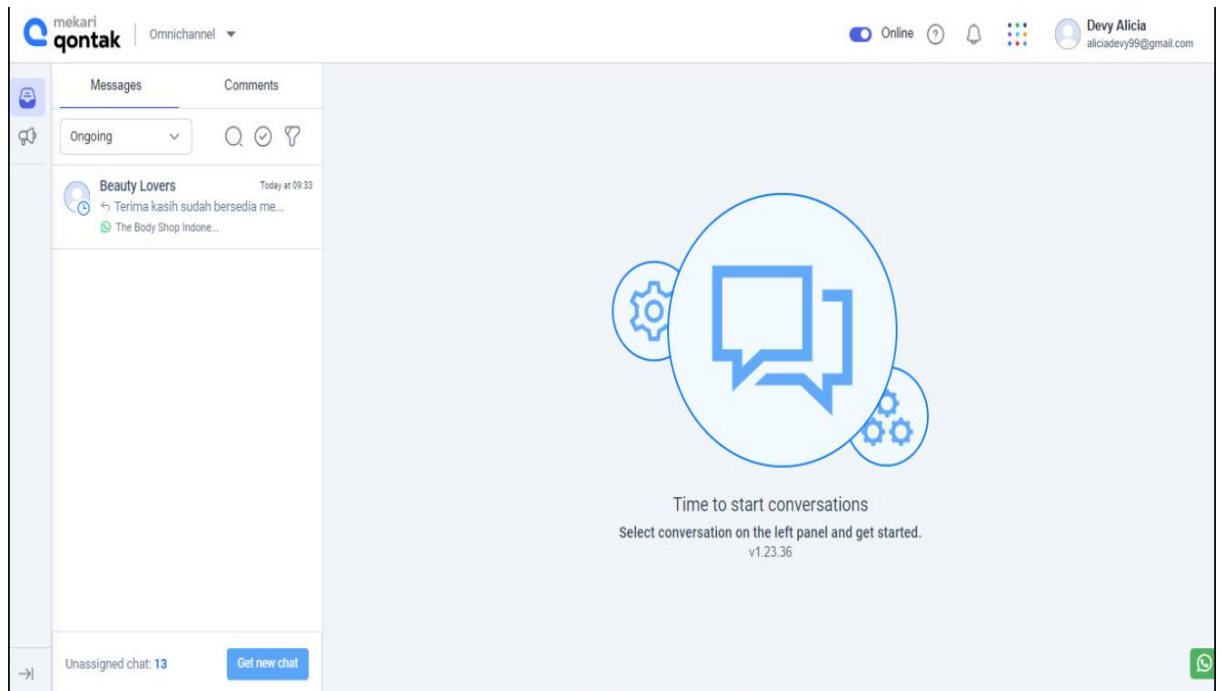 mekari
qontak
Omnichannel
Online
Devy Alicia
aliciadevy99@gmail.com
Messages
Comments
Ongoing
Beauty Lovers
Today at 09:33
Terima kasih sudah bersedia me...
The Body Shop Indone...
Time to start conversations
Select conversation on the left panel and get started.
v1.23.36
Unassigned chat: 13
Get new chat